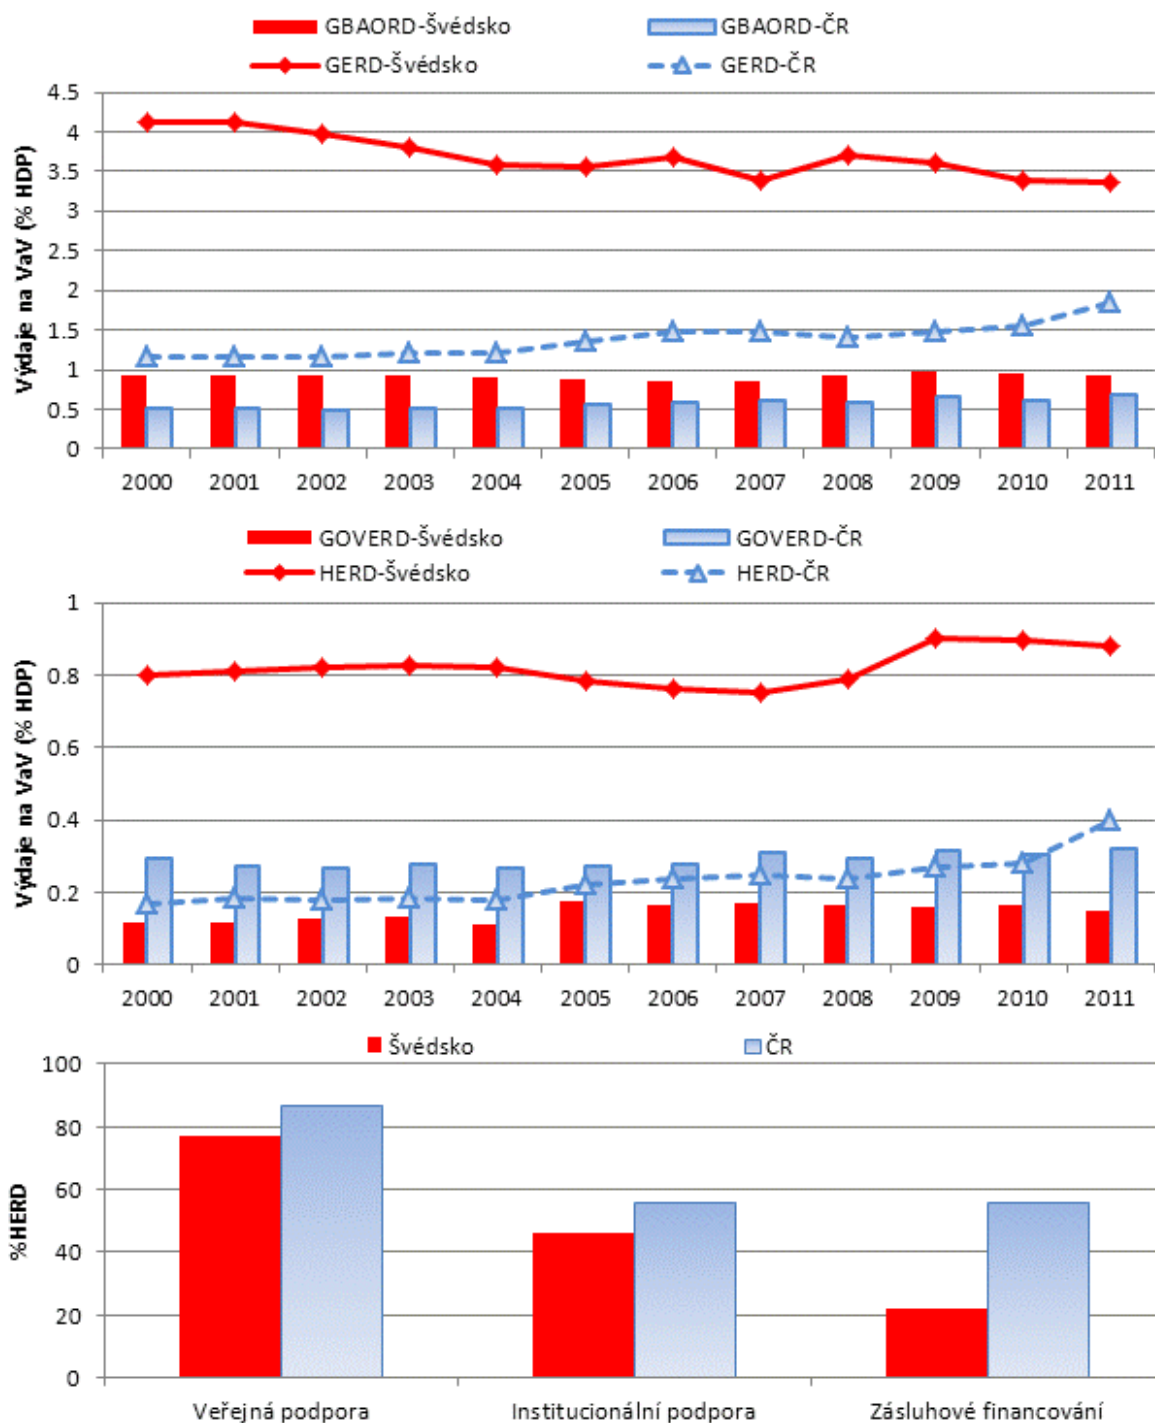 GBAORD-Švédsko GBAORD-ČR
GERD-Švédsko GERD-ČR
Výdaje na VaV (% HDP)
4.5
4
3.5
3
2.5
2
1.5
1
0.5
0
2000 2001 2002 2003 2004 2005 2006 2007 2008 2009 2010 2011
GOVERD-Švédsko GOVERD-ČR
HERD-Švédsko HERD-ČR
Výdaje na VaV (% HDP)
1
0.8
0.6
0.4
0.2
0
2000 2001 2002 2003 2004 2005 2006 2007 2008 2009 2010 2011
Švédsko ČR
%HERD
100
80
60
40
20
0
Veřejná podpora Institucionální podpora Zásluhové financování